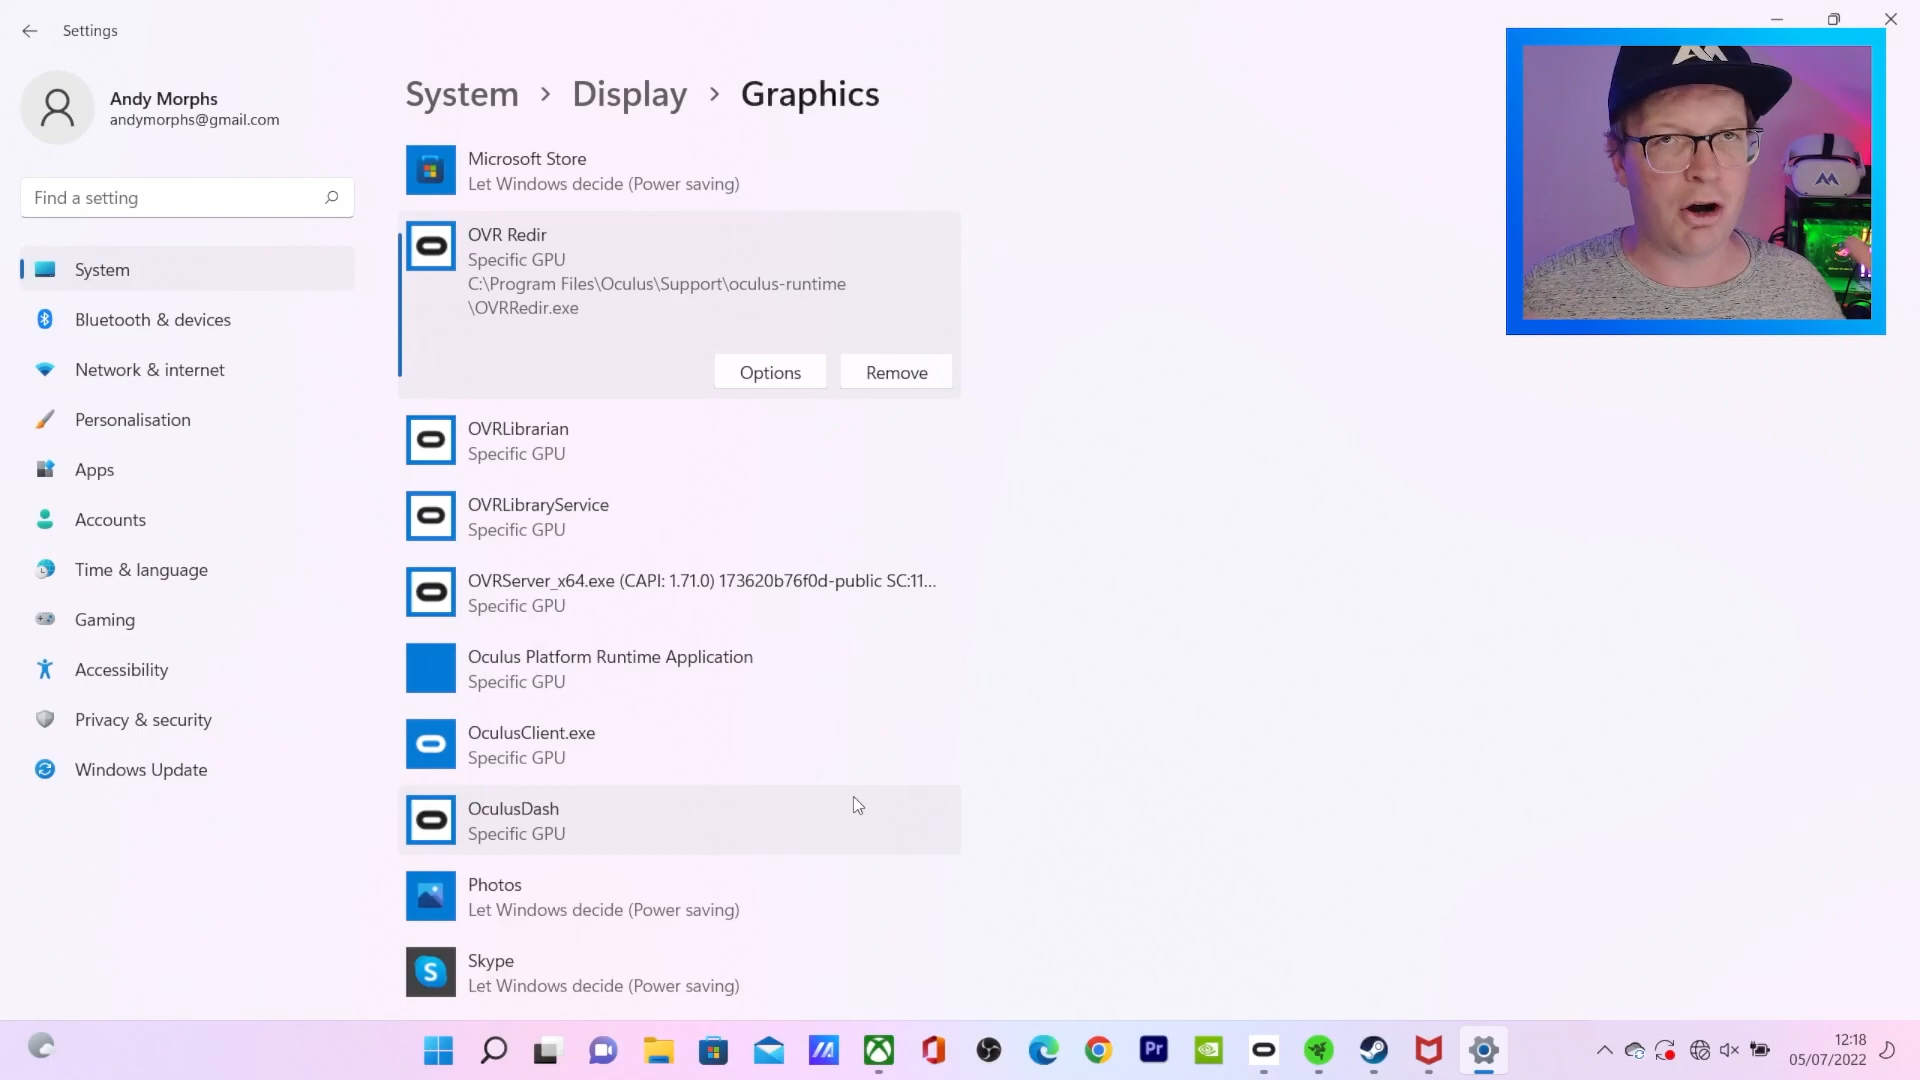 Settings
Andy Morphs
andymorphs@gmail.com
Find a setting
System
Bluetooth & devices
Network & internet
Personalisation
Apps
Accounts
Time & language
Gaming
Accessibility
Privacy & security
Windows Update
System > Display > Graphics
Microsoft Store
Let Windows decide (Power saving)
OVR Redir
Specific GPU
C:\Program Files\Oculus\Support\oculus-runtime
\OVRRedir.exe
Options Remove
OVRLibrarian
Specific GPU
OVRLibraryService
Specific GPU
OVRServer_x64.exe (CAPI: 1.71.0) 173620b76f0d-public SC:11...
Specific GPU
Oculus Platform Runtime Application
Specific GPU
OculusClient.exe
Specific GPU
OculusDash
Specific GPU
Photos
Let Windows decide (Power saving)
Skype
Let Windows decide (Power saving)
S
Pr
12:18
05/07/2022